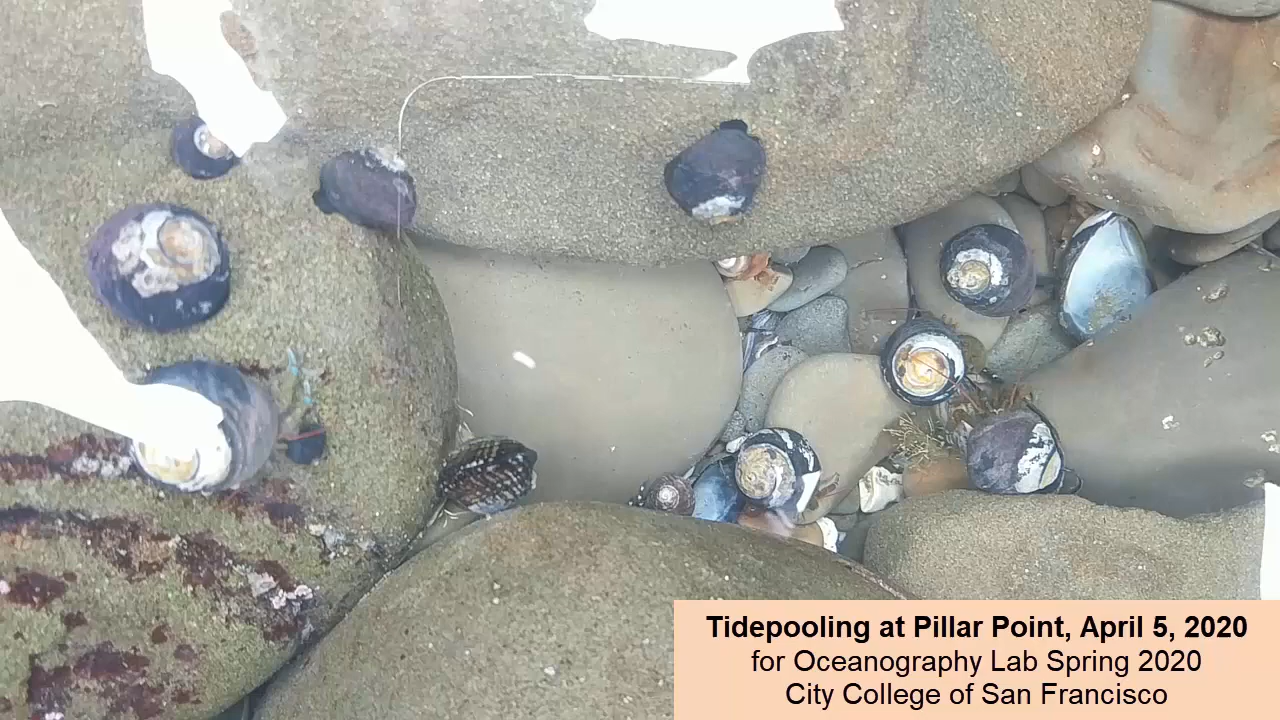 Tidepooling at Pillar Point, April 5, 2020
for Oceanography Lab Spring 2020
City College of San Francisco